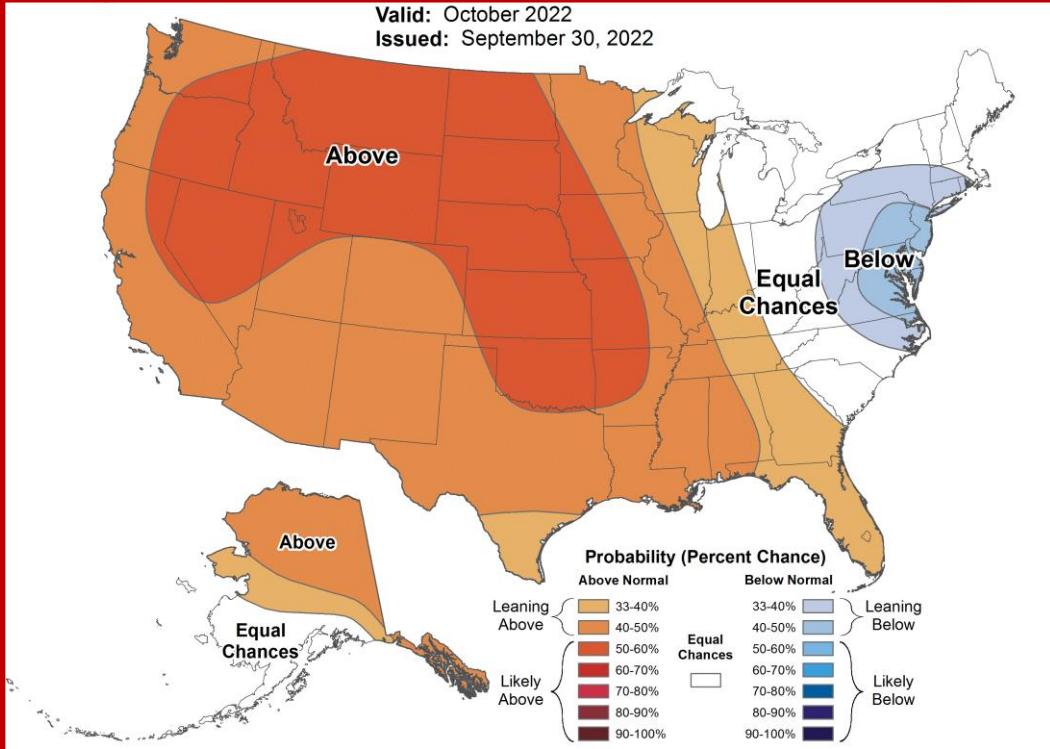 Valid: October 2022
Issued: September 30, 2022
Above
Below
Equal
Chances
Above
Equal
Chances
Probability (Percent Chance)
Above Normal
Below Normal
Leaning
Above
33-40%
40-50%
50-60%
60-70%
70-80%
80-90%
90-100%
Likely
Above
Equal
Chances
33-40%
40-50%
50-60%
60-70%
70-80%
80-90%
90-100%
Leaning
Below
Likely
Below